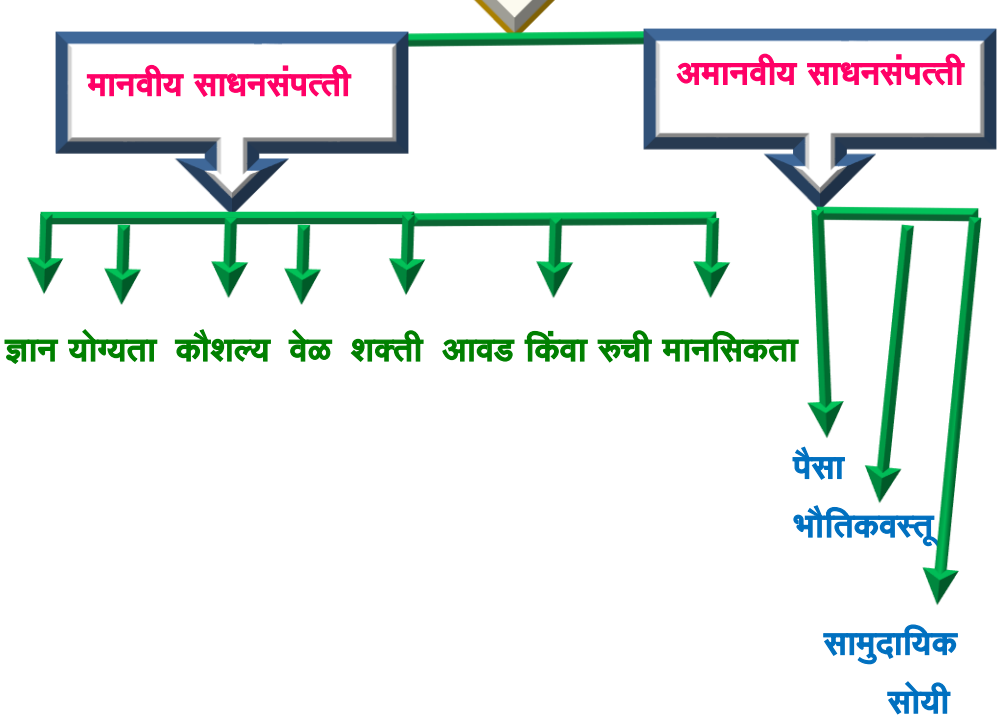 मानवीय साधनसंपत्ती
अमानवीय साधनसंपत्ती
ज्ञान योग्यता कौशल्य वेळ शक्ती आवड किंवा रुची मानसिकता
पैसा
भौतिकवस्तू
सामुदायिक
सोयी